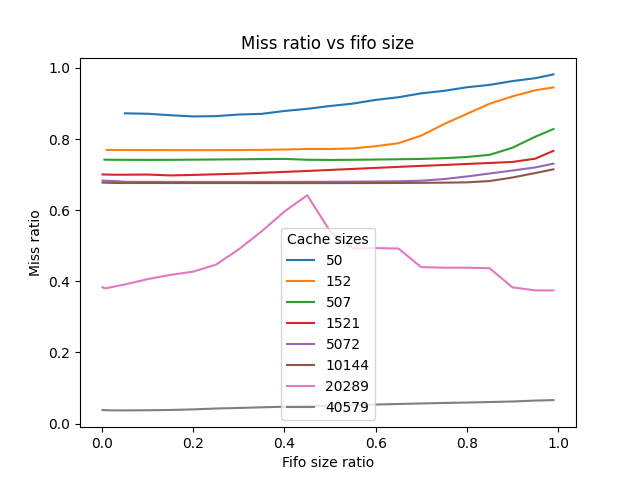 Miss ratio vs fifo size
1.0
0.8
0.6
0.4
0.2
0.0
Miss ratio
Cache sizes
50
152
507
1521
5072
10144
20289
40579
0.0 0.2 0.4 0.6 0.8 1.0
Fifo size ratio